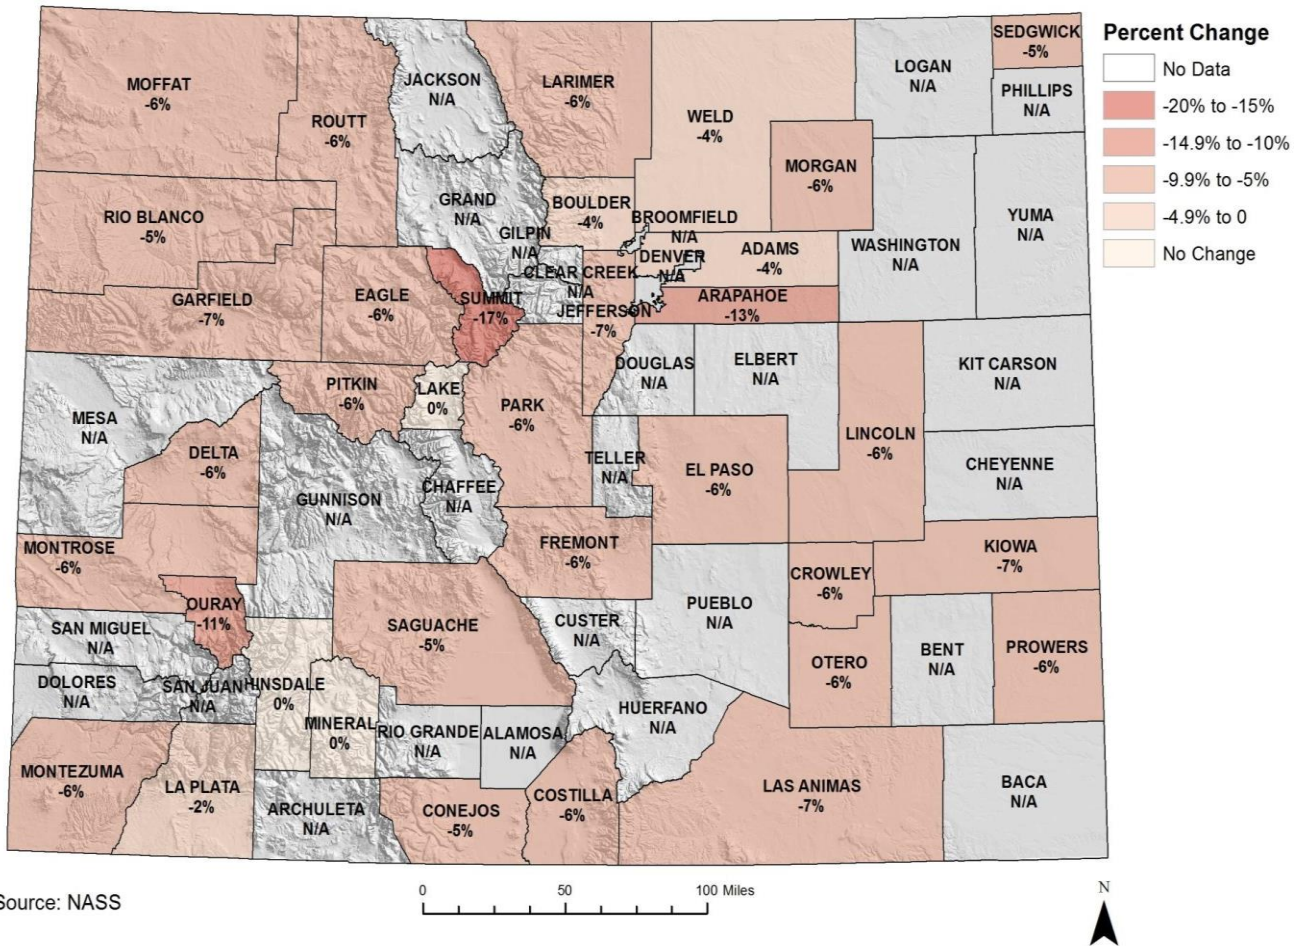 Percent Change
No Data
-20% to -15%
-14.9% to -10%
-9.9% to -5%
-4.9% to 0
No Change
MOFFAT
-6%
ROUTT
-6%
JACKSON
N/A
LARIMER
-6%
WELD
-4%
LOGAN
N/A
SEDGWICK
-5%
PHILLIPS
N/A
MORGAN
-6%
RIO BLANCO
-5%
GRAND
N/A
GILPIN
N/A
BOULDER
-4%
BROOMFIELD
N/A
DENVER
N/A
ADAMS
-4%
WASHINGTON
N/A
YUMA
N/A
GARFIELD
-7%
EAGLE
-6%
SUMMIT
-17%
CLEAR CREEK
N/A
JEFFERSON
-7%
ARAPAHOE
-13%
DOUGLAS
N/A
ELBERT
N/A
KIT CARSON
N/A
MESA
N/A
PITKIN
-6%
LAKE
0%
PARK
-6%
DELTA
-6%
GUNNISON
N/A
CHAFFEE
N/A
TELLER
N/A
EL PASO
-6%
LINCOLN
-6%
CHEYENNE
N/A
MONTROSE
-6%
FREMONT
-6%
KIOWA
-7%
CROWLEY
-6%
OURAY
-11%
SAN MIGUEL
N/A
SAGUACHE
-5%
CUSTER
N/A
PUEBLO
N/A
OTERO
-6%
BENT
N/A
PROWERS
-6%
DOLORES
N/A
SAN JUAN
N/A
HINSDALE
0%
MINERAL
0%
RIO GRANDE
N/A
ALAMOSA
N/A
HUERFANO
N/A
MONTEZUMA
-6%
LA PLATA
-2%
ARCHULETA
N/A
CONEJOS
-5%
COSTILLA
-6%
LAS ANIMAS
-7%
BACA
N/A
Source: NASS
0 50 100 Miles
N